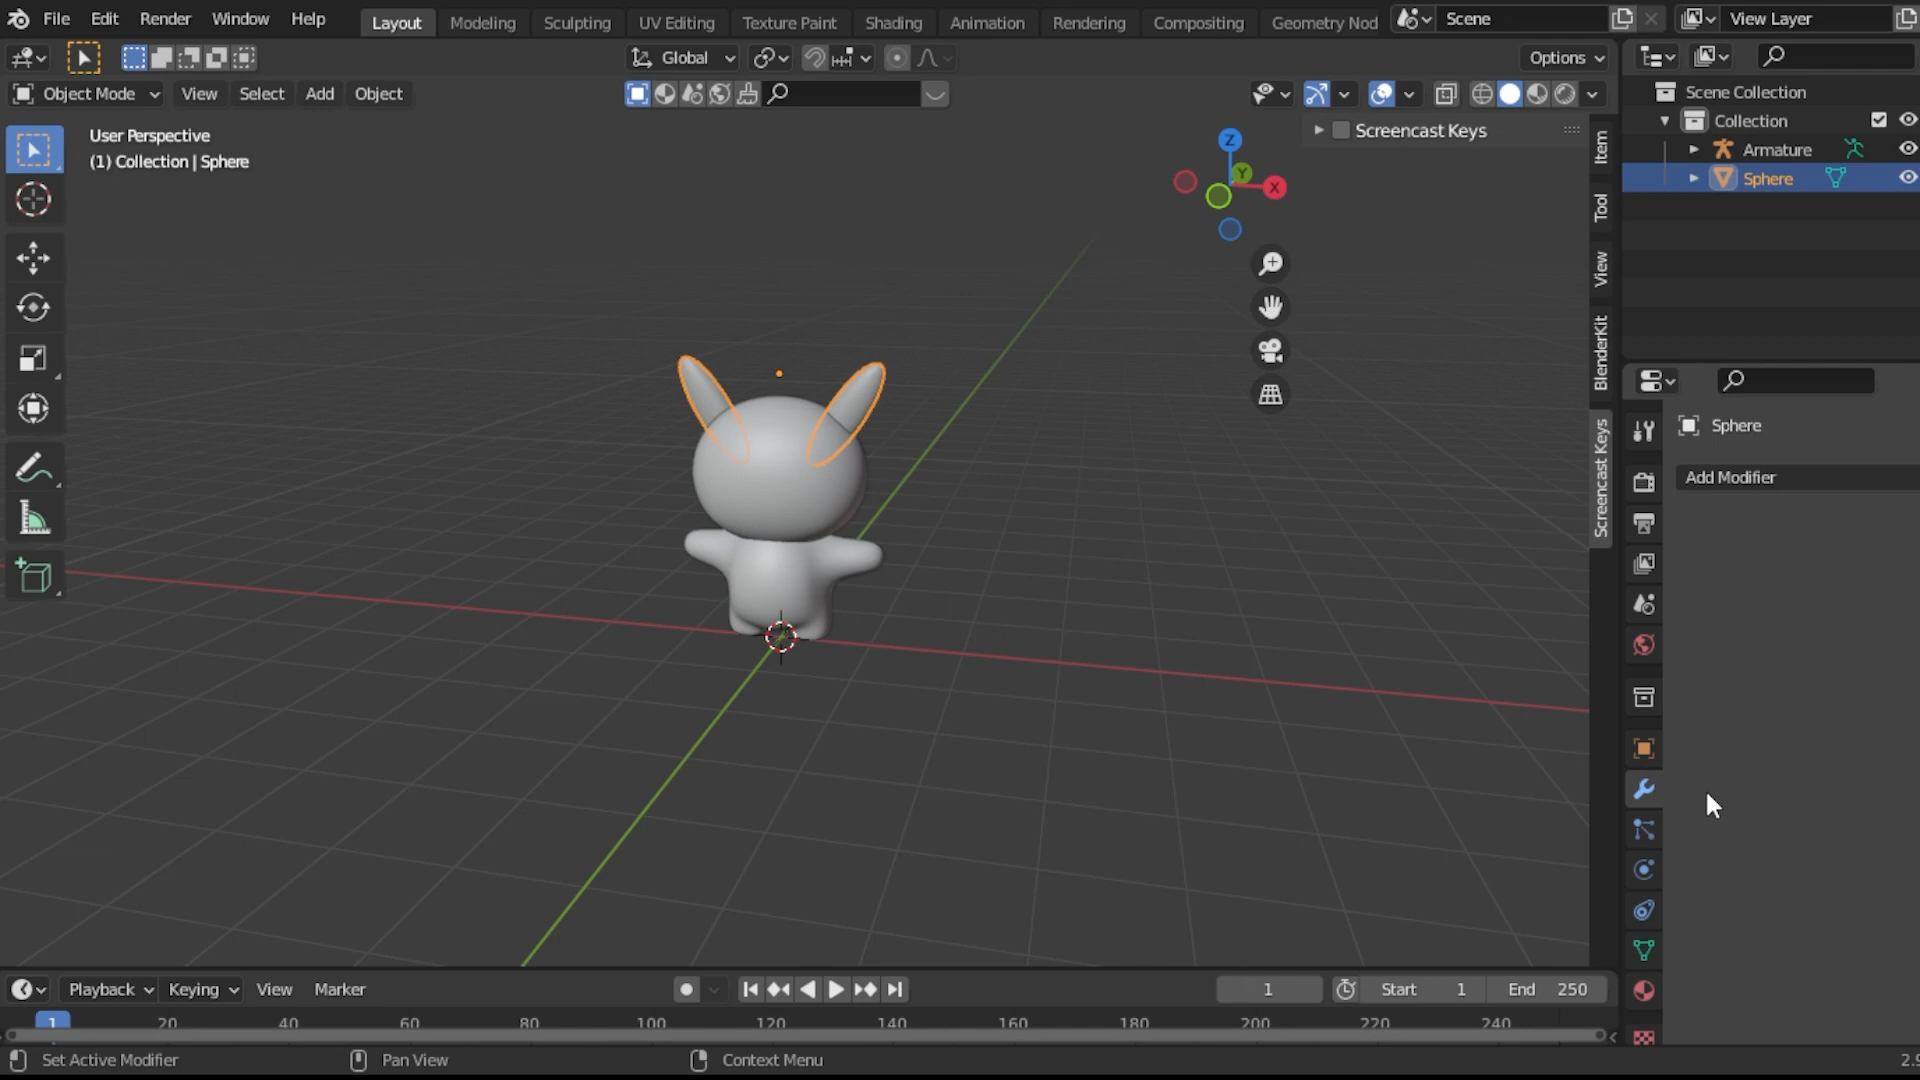 File Edit Render Window Help
Layout Modeling Sculpting UV Editing Texture Paint Shading Animation Rendering Compositing Geometry Nod
Scene
View Layer
Global
Options
Object Mode View Select Add Object
User Perspective
(1) Collection | Sphere
Screencast Keys
Z
Y
X
Item
Tool
View
BlenderKit
Screencast Keys
Scene Collection
Collection
Armature
Sphere
Sphere
Add Modifier
Playback Keying View Marker
1
Start 1
End 250
1 20 40 60 80 100 120 140 160 180 200 220 240
Set Active Modifier
Pan View
Context Menu